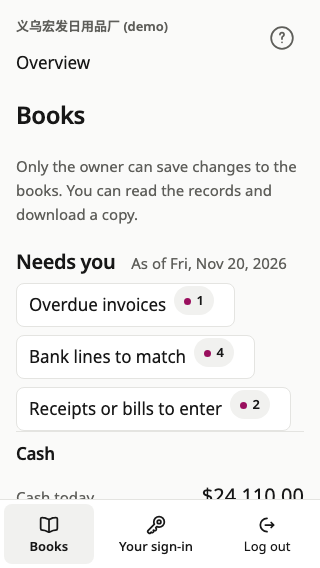 义乌宏发日用品厂 (demo)
Overview
Books
Only the owner can save changes to the
books. You can read the records and
download a copy.
Needs you As of Fri, Nov 20, 2026
Overdue invoices 1
Bank lines to match 4
Receipts or bills to enter 2
Cash
Cash today $24,110.00
Books Your sign-in Log out